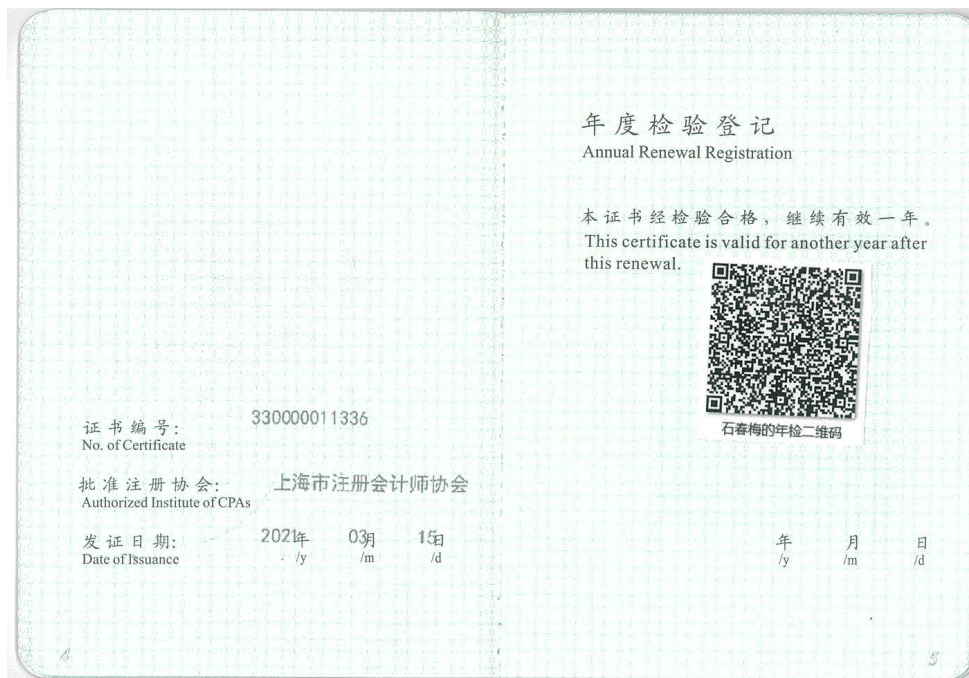 证书编号: 330000011336
No. of Certificate
批准注册协会: 上海市注册会计师协会
Authorized Institute of CPAs
发证日期: 2021年 03月 15日
Date of Issuance /y /m /d
4
年度检验登记
Annual Renewal Registration
本证书经检验合格，继续有效一年。
This certificate is valid for another year after
this renewal.
石春梅的年检二维码
年 月 日
/y /m /d
5